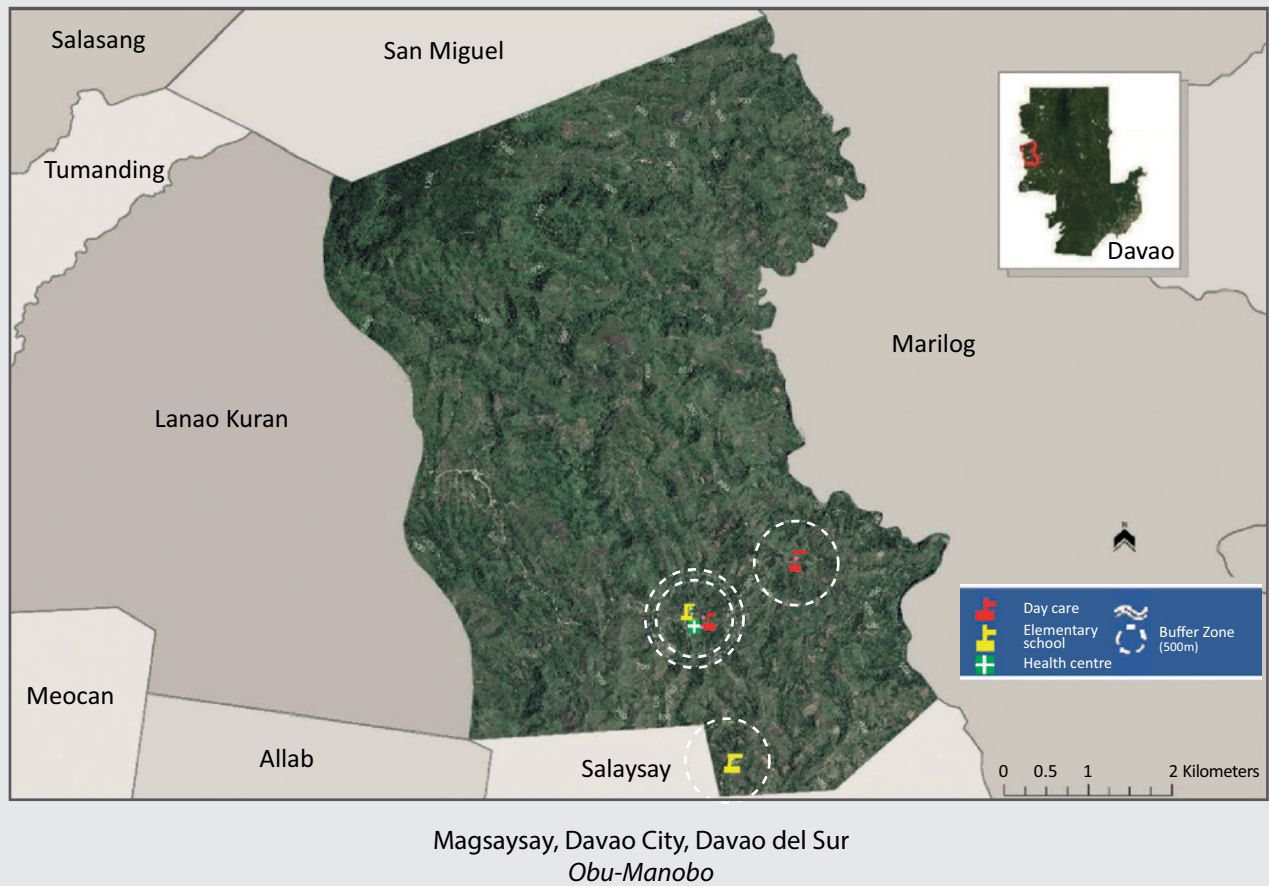 Salasang
San Miguel
Tumanding
Davao
Marilog
Lanao Kuran
N
Day care
Elementary
school
Buffer Zone
(500m)
Health centre
Meocan
Allab
Salaysay
0 0.5 1 2 Kilometers
Magsaysay, Davao City, Davao del Sur
Obu-Manobo